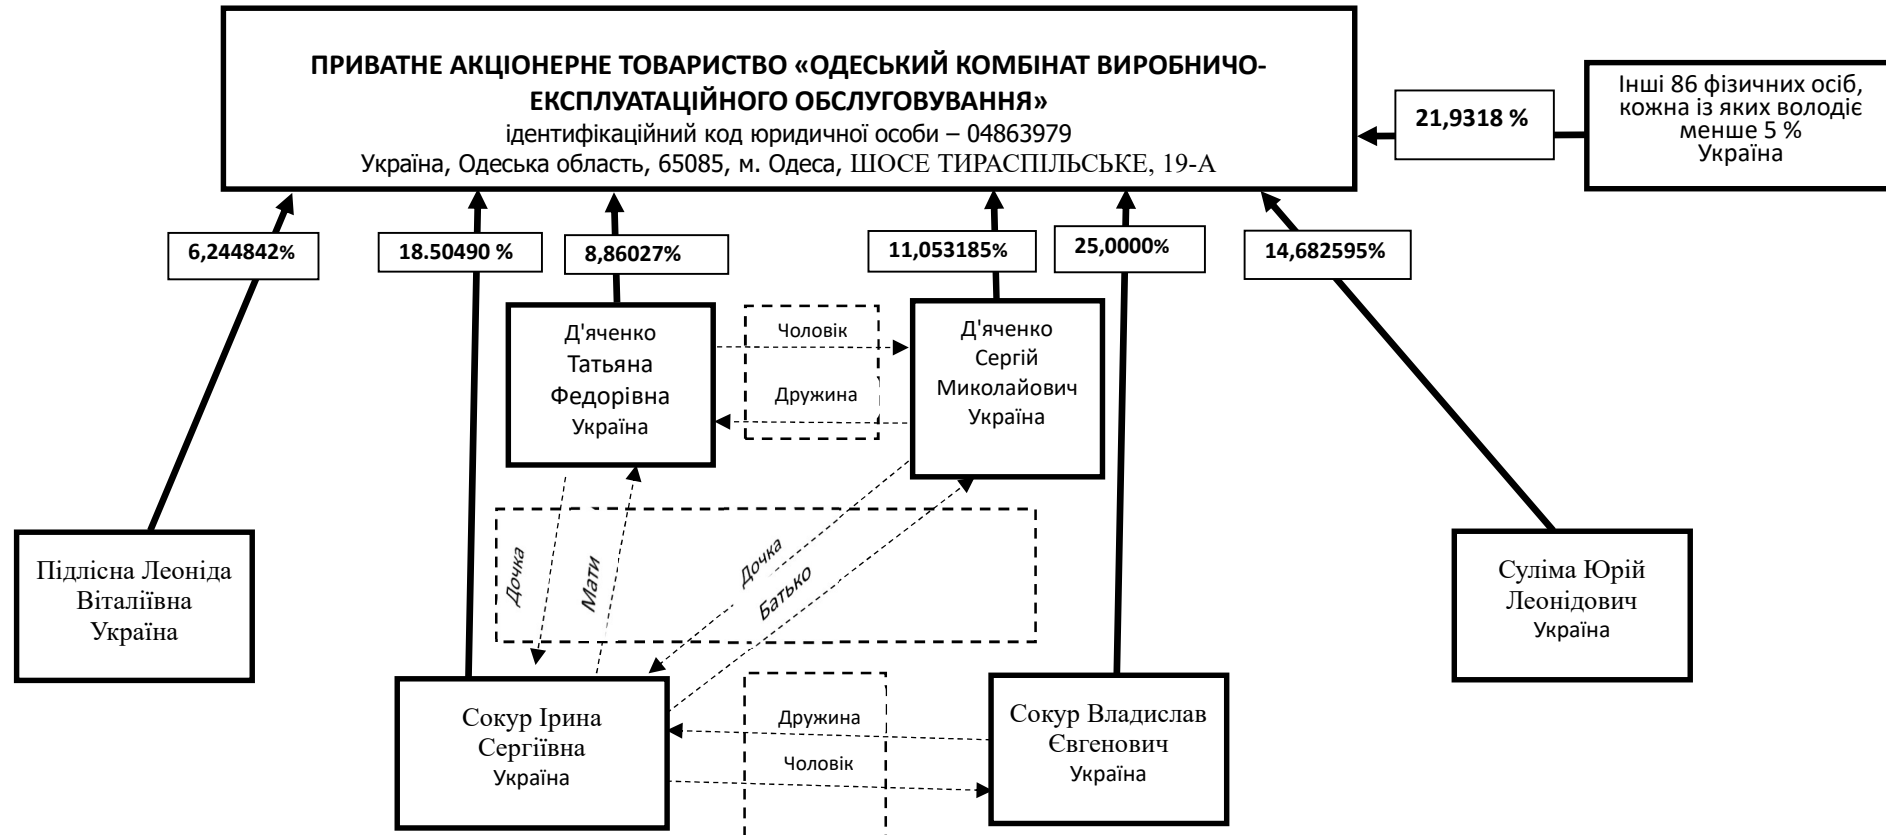 ПРИВАТНЕ АКЦІОНЕРНЕ ТОВАРИСТВО «ОДЕСЬКИЙ КОМБІНАТ ВИРОБНИЧО-
ЕКСПЛУАТАЦІЙНОГО ОБСЛУГОВУВАННЯ»
ідентифікаційний код юридичної особи – 04863979
Україна, Одеська область, 65085, м. Одеса, ШОСЕ ТИРАСПІЛЬСЬКЕ, 19-А
21,9318 %
Інші 86 фізичних осіб,
кожна із яких володіє
менше 5 %
Україна
6,244842%
18.50490 %
8,86027%
11,053185%
25,0000%
14,682595%
Д'яченко
Татьяна
Федорівна
Україна
Чоловік
Дружина
Д'яченко
Сергій
Миколайович
Україна
Дочка
Мати
Дочка
Батько
Підлісна Леоніда
Віталіївна
Україна
Суліма Юрій
Леонідович
Україна
Сокур Ірина
Сергіївна
Україна
Дружина
Чоловік
Сокур Владислав
Євгенович
Україна